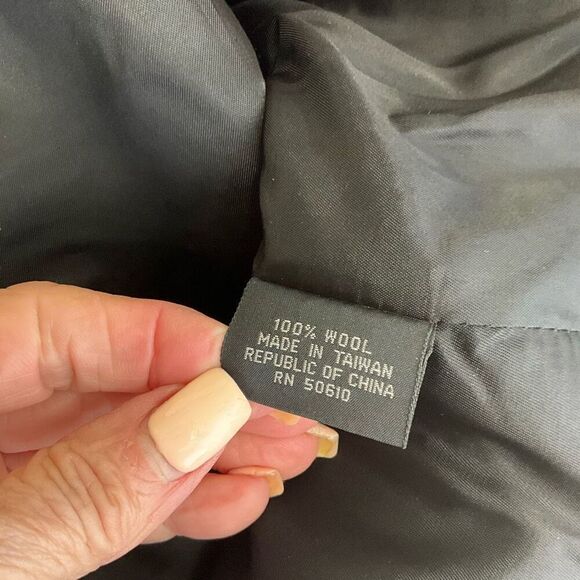 100% WOOL
MADE IN TAIWAN
REPUBLIC OF CHINA
RN 50610